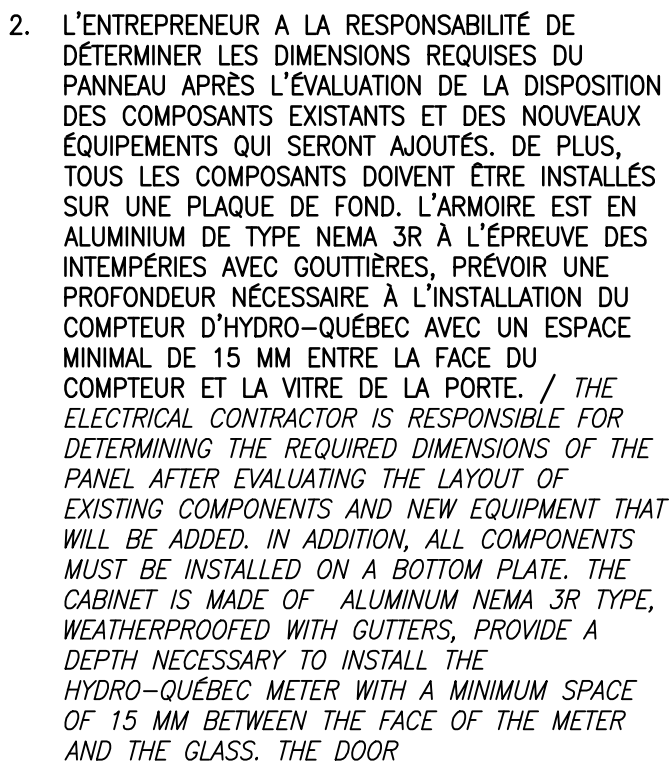 2. L'ENTREPRENEUR A LA RESPONSABILITÉ DE
DÉTERMINER LES DIMENSIONS REQUISES DU
PANNEAU APRÈS L'ÉVALUATION DE LA DISPOSITION
DES COMPOSANTS EXISTANTS ET DES NOUVEAUX
ÉQUIPEMENTS QUI SERONT AJOUTÉS. DE PLUS,
TOUS LES COMPOSANTS DOIVENT ÊTRE INSTALLÉS
SUR UNE PLAQUE DE FOND. L'ARMOIRE EST EN
ALUMINIUM DE TYPE NEMA 3R À L'ÉPREUVE DES
INTEMPÉRIES AVEC GOUTTIÈRES, PRÉVOIR UNE
PROFONDEUR NÉCESSAIRE À L'INSTALLATION DU
COMPTEUR D'HYDRO-QUÉBEC AVEC UN ESPACE
MINIMAL DE 15 MM ENTRE LA FACE DU
COMPTEUR ET LA VITRE DE LA PORTE. / THE
ELECTRICAL CONTRACTOR IS RESPONSIBLE FOR
DETERMINING THE REQUIRED DIMENSIONS OF THE
PANEL AFTER EVALUATING THE LAYOUT OF
EXISTING COMPONENTS AND NEW EQUIPMENT THAT
WILL BE ADDED. IN ADDITION, ALL COMPONENTS
MUST BE INSTALLED ON A BOTTOM PLATE. THE
CABINET IS MADE OF ALUMINUM NEMA 3R TYPE,
WEATHERPROOFED WITH GUTTERS, PROVIDE A
DEPTH NECESSARY TO INSTALL THE
HYDRO-QUÉBEC METER WITH A MINIMUM SPACE
OF 15 MM BETWEEN THE FACE OF THE METER
AND THE GLASS. THE DOOR